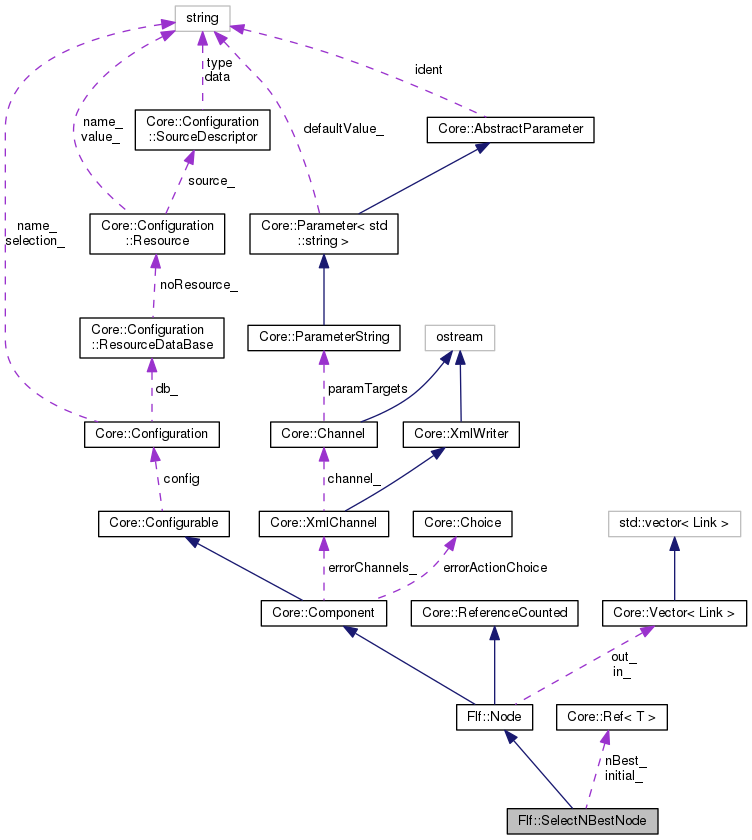 string
type
data
ident
name_
value_
Core::Configuration
::SourceDescriptor
defaultValue_
Core::AbstractParameter
source_
name_
selection_
Core::Configuration
::Resource
Core::Parameter< std
::string >
noResource_
Core::Configuration
::ResourceDataBase
Core::ParameterString
ostream
db_
paramTargets
Core::Configuration
Core::Channel
Core::XmlWriter
config
channel_
Core::Configurable
Core::XmlChannel
Core::Choice
std::vector< Link >
errorChannels_
errorActionChoice
Core::Component
Core::ReferenceCounted
Core::Vector< Link >
out_
in_
Flf::Node
Core::Ref< T >
nBest_
initial_
Flf::SelectNBestNode